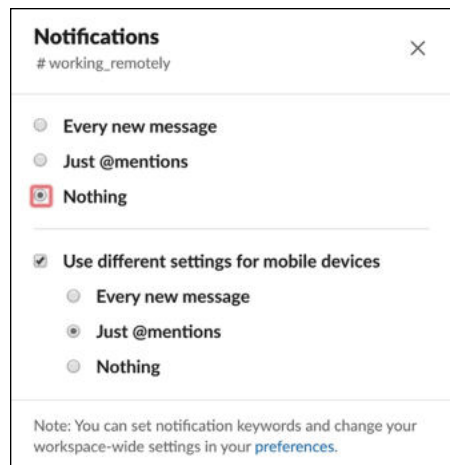 Notifications
# working_remotely
Every new message
Just @mentions
Nothing
Use different settings for mobile devices
Every new message
Just @mentions
Nothing
Note: You can set notification keywords and change your
workspace-wide settings in your preferences.